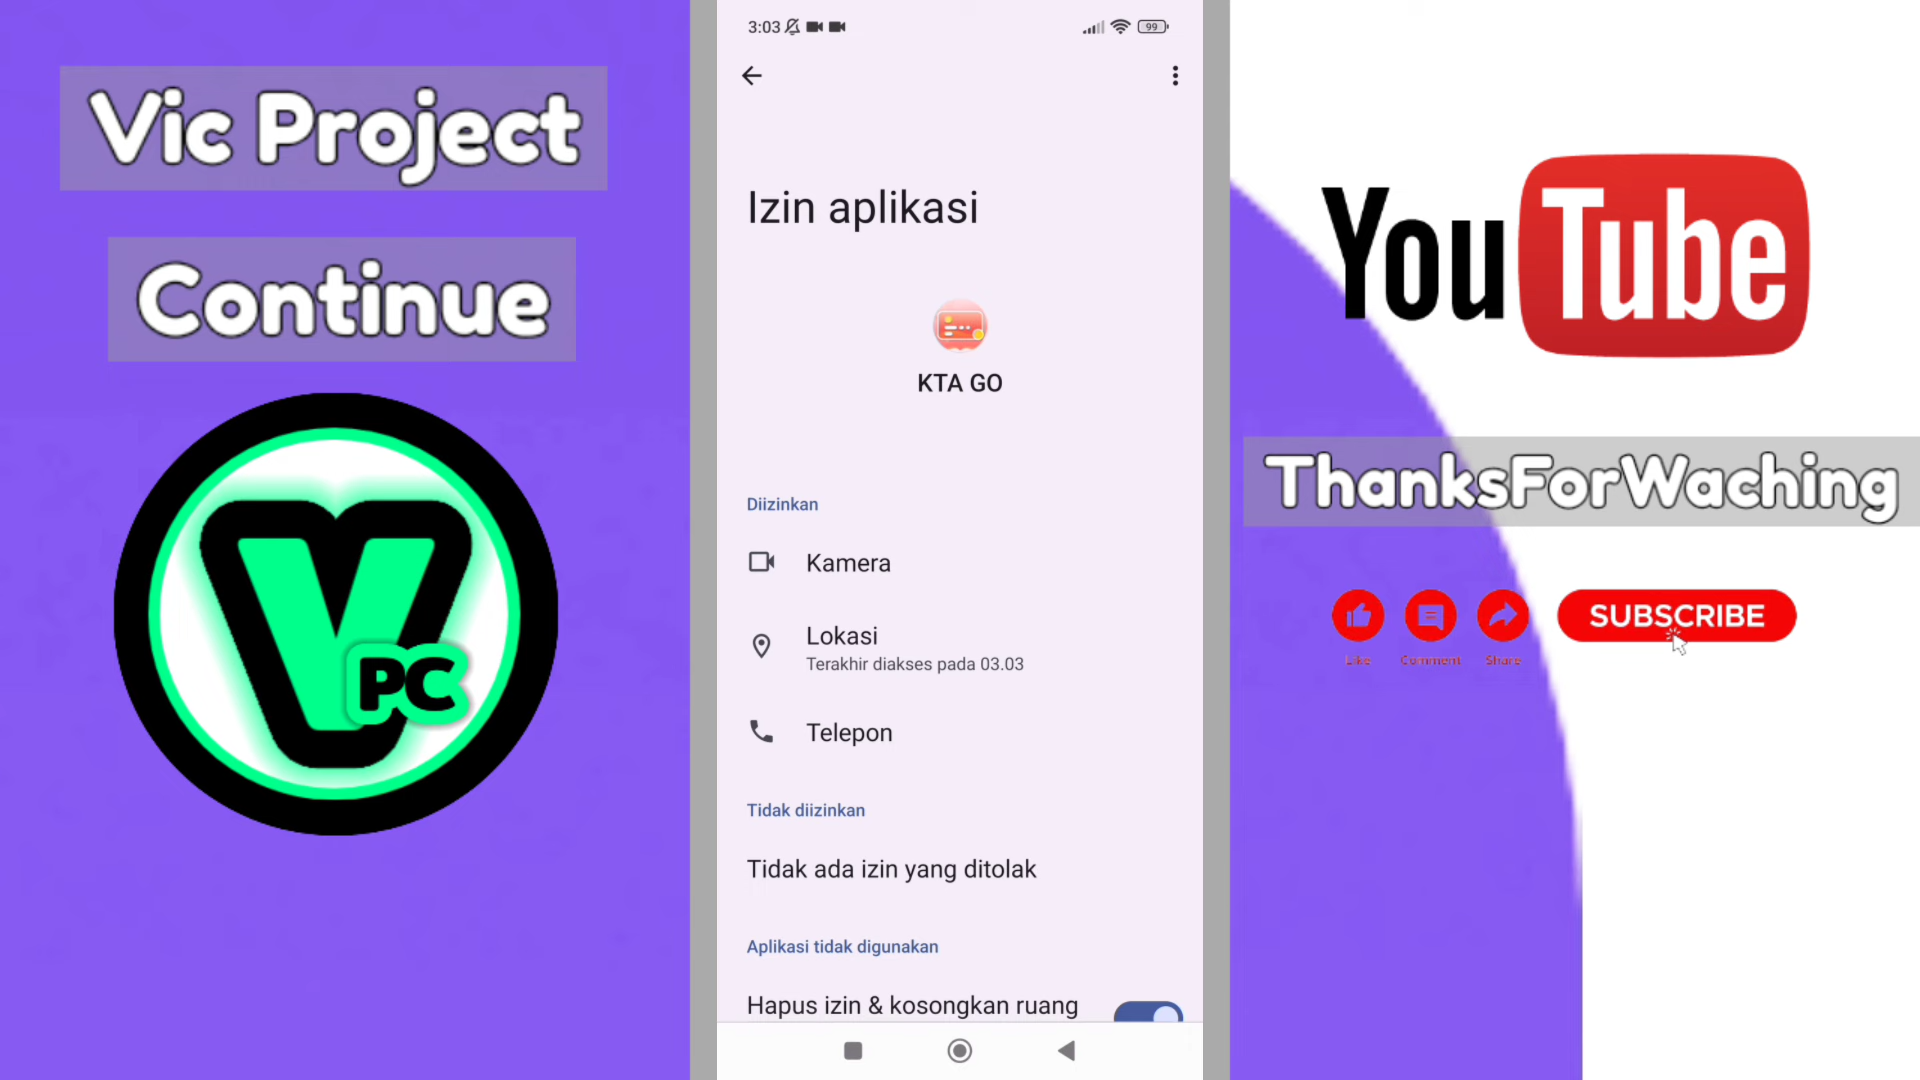 Vic Project
Continue
V
PC
3:03
99
Izin aplikasi
KTA GO
Diizinkan
Kamera
Lokasi
Terakhir diakses pada 03.03
Telepon
Tidak diizinkan
Tidak ada izin yang ditolak
Aplikasi tidak digunakan
Hapus izin & kosongkan ruang
YouTube
ThanksForWaching
SUBSCRIBE
Like
Comment
Share